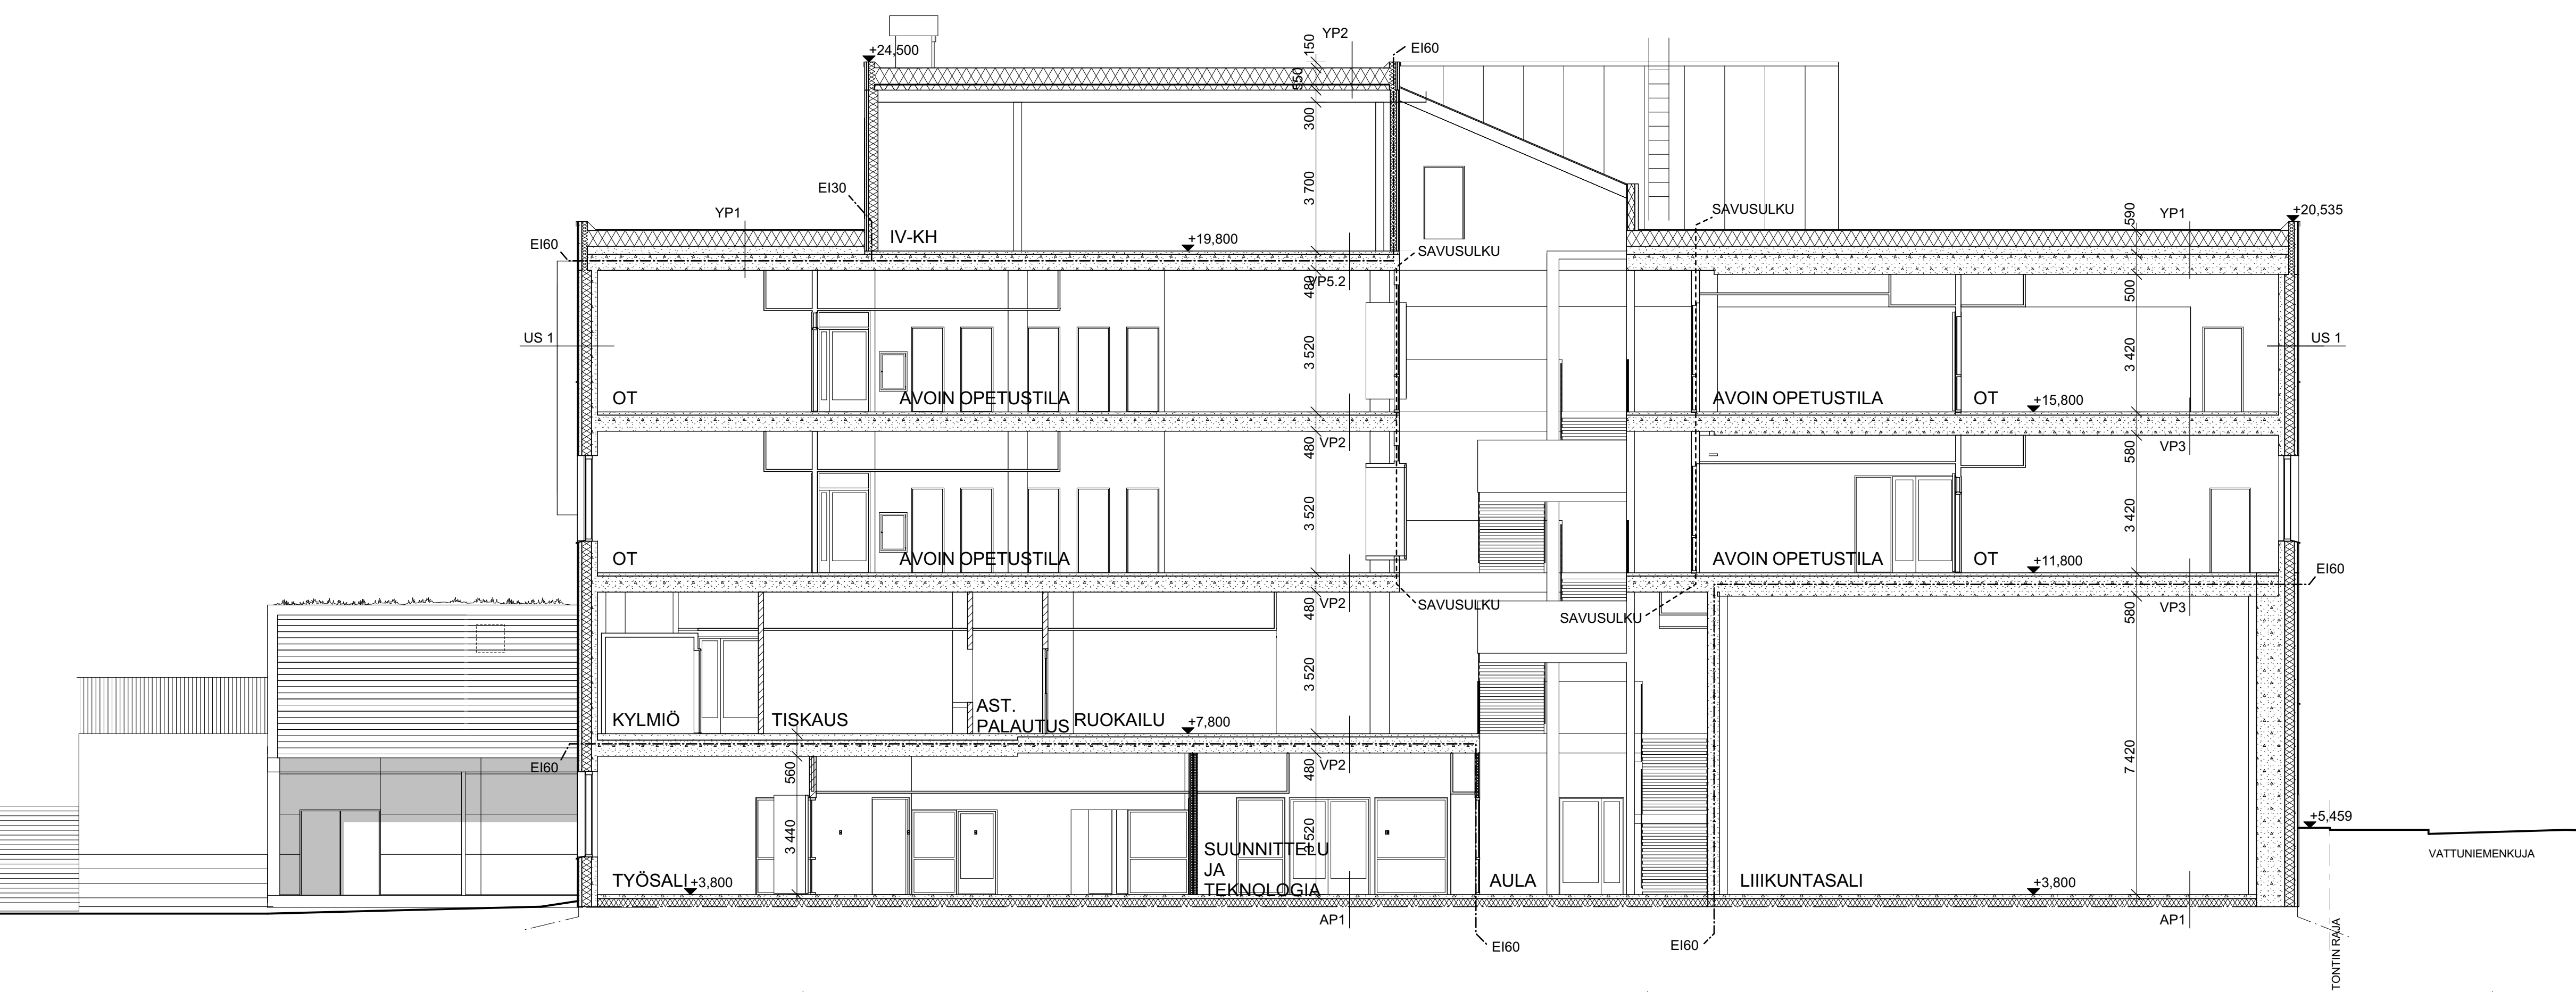 +24,500
YP2
150
EI60
550
300
EI30
3 700
YP1
SAVUSULKU
590
YP1
+20,535
EI60
IV-KH
+19,800
SAVUSULKU
480
VP5.2
500
US 1
3 520
3 420
US 1
OT
AVOIN OPETUSTILA
AVOIN OPETUSTILA
OT
+15,800
480
VP2
580
VP3
3 520
3 420
OT
AVOIN OPETUSTILA
AVOIN OPETUSTILA
OT
+11,800
EI60
480
VP2
SAVUSULKU
SAVUSULKU
580
VP3
3 520
KYLMIÖ
TISKAUS
AST.
PALAUTUS
RUOKAILU
+7,800
EI60
560
480
VP2
7 420
3 440
3 520
+5,459
VATTUNIEMENKUJA
SUUNNITTELU
JA
TEKNOLOGIA
TYÖSALI
+3,800
AULA
LIIKUNTASALI
+3,800
AP1
EI60
EI60
AP1
TONTIN RAJA